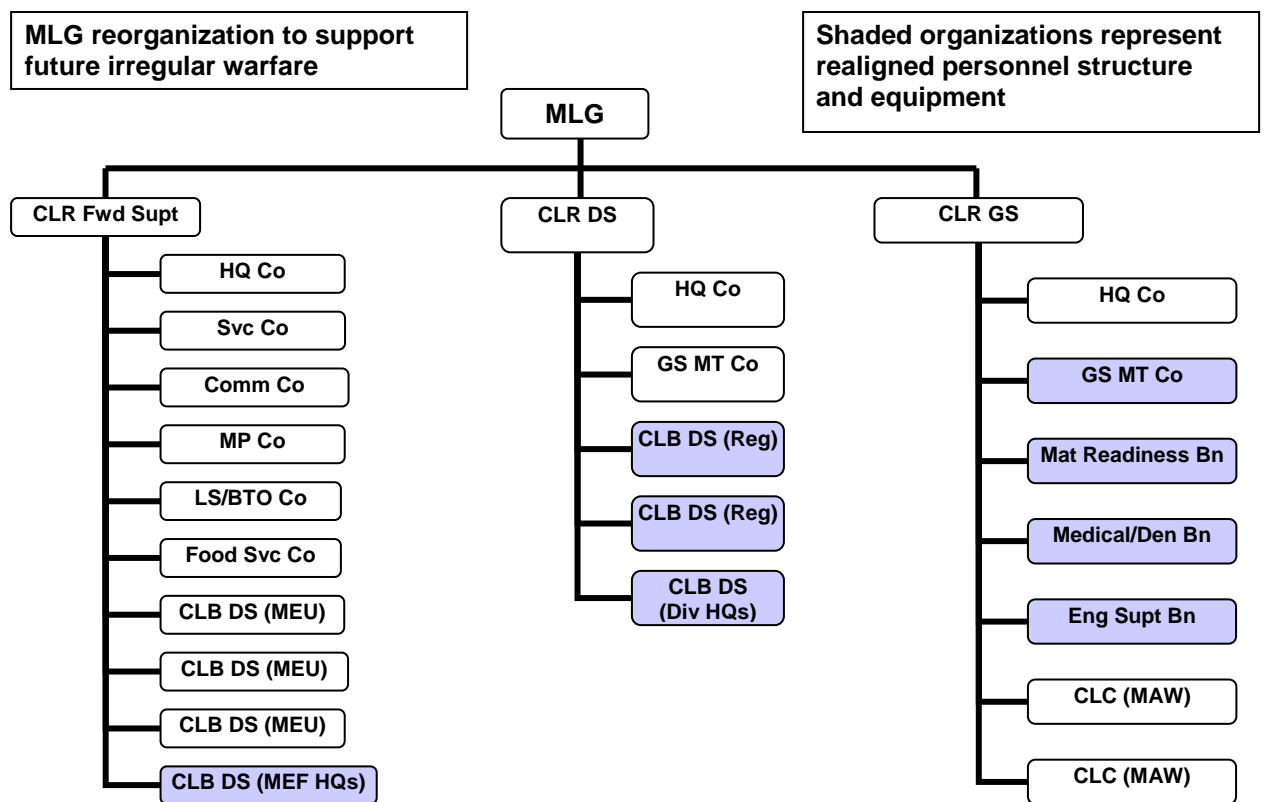 MLG reorganization to support
future irregular warfare
Shaded organizations represent
realigned personnel structure
and equipment
MLG
CLR Fwd Supt
HQ Co
Svc Co
Comm Co
MP Co
LS/BTO Co
Food Svc Co
CLB DS (MEU)
CLB DS (MEU)
CLB DS (MEU)
CLB DS (MEF HQs)
CLR DS
HQ Co
GS MT Co
CLB DS (Reg)
CLB DS (Reg)
CLB DS
(Div HQs)
CLR GS
HQ Co
GS MT Co
Mat Readiness Bn
Medical/Den Bn
Eng Supt Bn
CLC (MAW)
CLC (MAW)